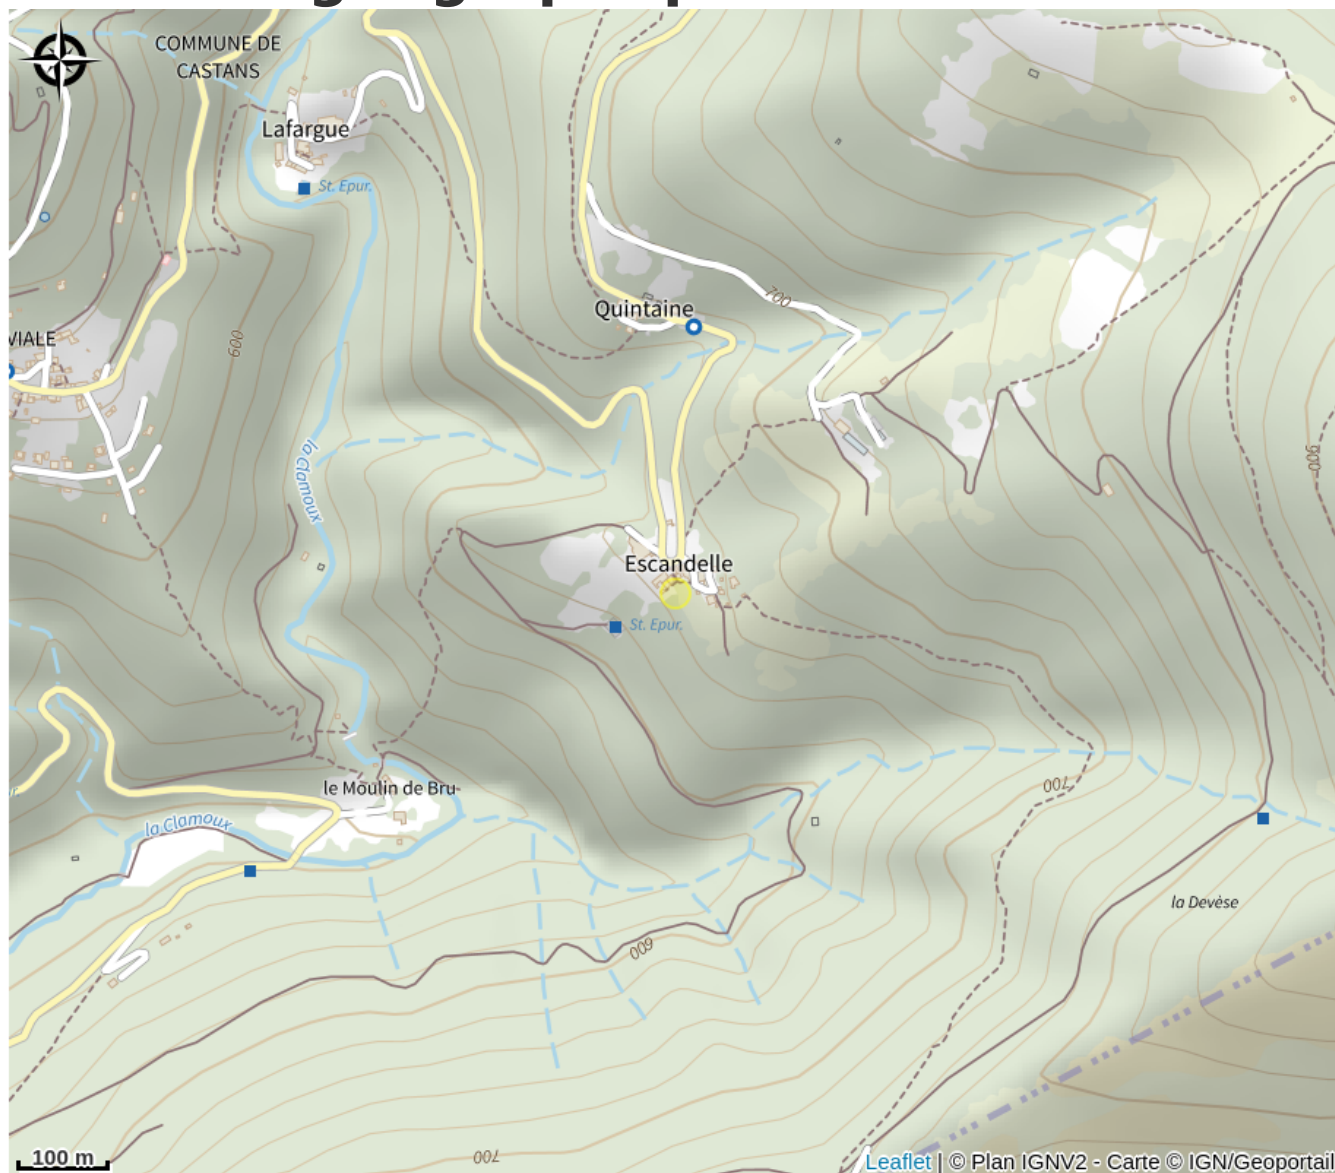 COMMUNE DE
CASTANS
Lafargue
St. Epur.
Quintaine
700
VIALE
600
la Clamoux
900
Escandelle
St. Epur.
700
le Moulin de Bru-
la Clamoux
la Devèse
600
700
100 m
Leaflet | © Plan IGNV2 - Carte © IGN/Geoportail